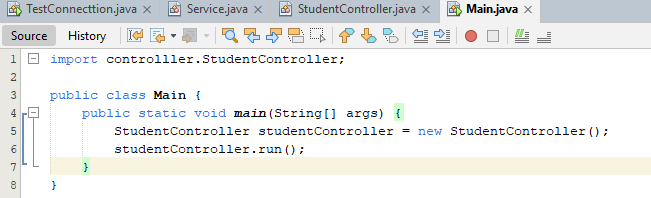 TestConnecttion.java Service.java StudentController.java Main.java
Source History
1 import controlller.StudentController;
2
3 public class Main {
4 public static void main(String[] args) {
5 StudentController studentController = new StudentController();
6 studentController.run();
7 }
8 }